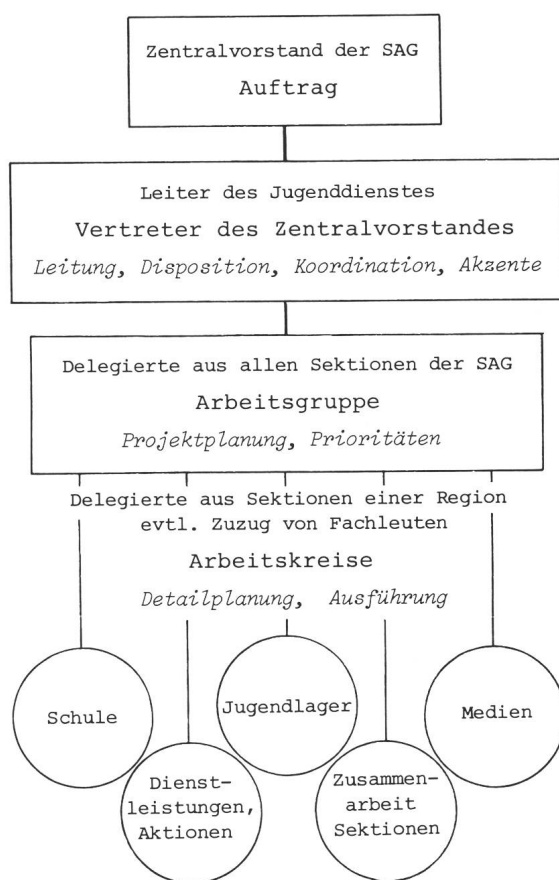 Zentralvorstand der SAG
Auftrag
Leiter des Jugenddienstes
Vertreter des Zentralvorstandes
Leitung, Disposition, Koordination, Akzente
Delegierte aus allen Sektionen der SAG
Arbeitsgruppe
Projektplanung, Prioritäten
Delegierte aus Sektionen einer Region
evtl. Zuzug von Fachleuten
Arbeitskreise
Detailplanung, Ausführung
Schule
Jugendlager
Medien
Dienst-
leistungen,
Aktionen
Zusammen-
arbeit
Sektionen